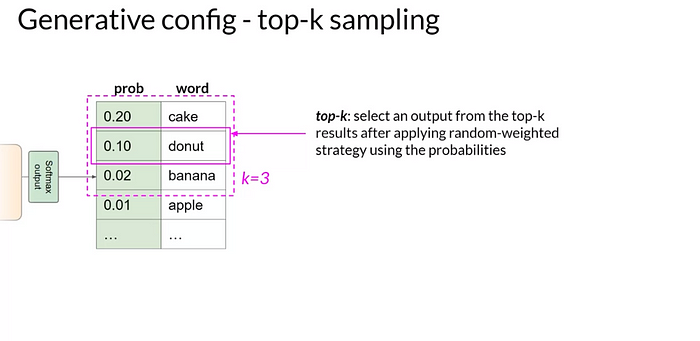 Generative config - top-k sampling
prob word
0.20 cake
0.10 donut
0.02 banana
0.01 apple
... ...
Softmax
output
k=3
top-k: select an output from the top-k
results after applying random-weighted
strategy using the probabilities